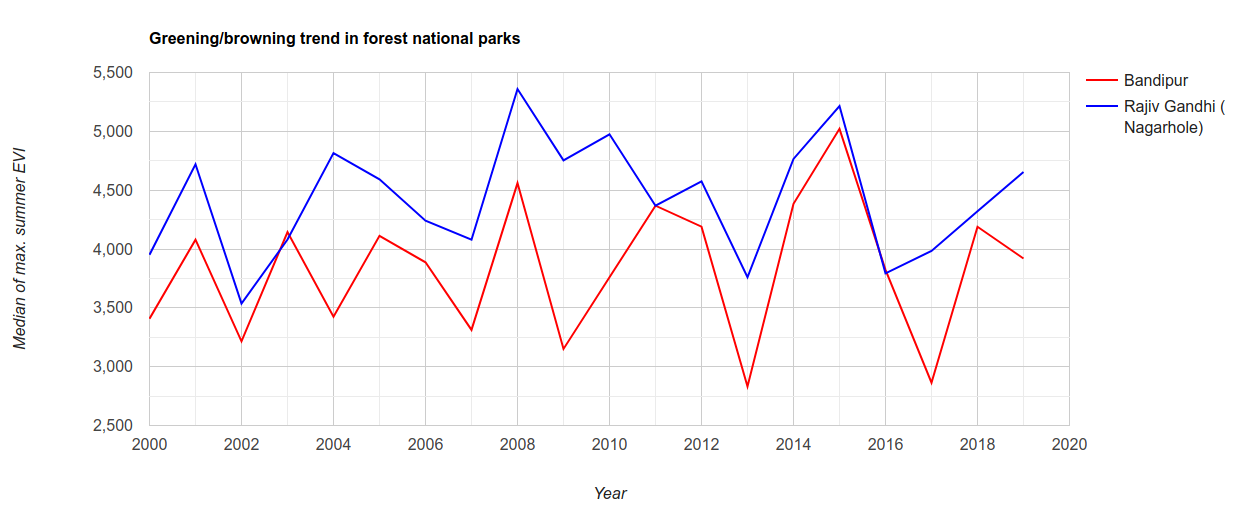 Greening/browning trend in forest national parks
Median of max. summer EVI
5,500
5,000
4,500
4,000
3,500
3,000
2,500
2000 2002 2004 2006 2008 2010 2012 2014 2016 2018 2020
Year
Bandipur
Rajiv Gandhi (
Nagarhole)